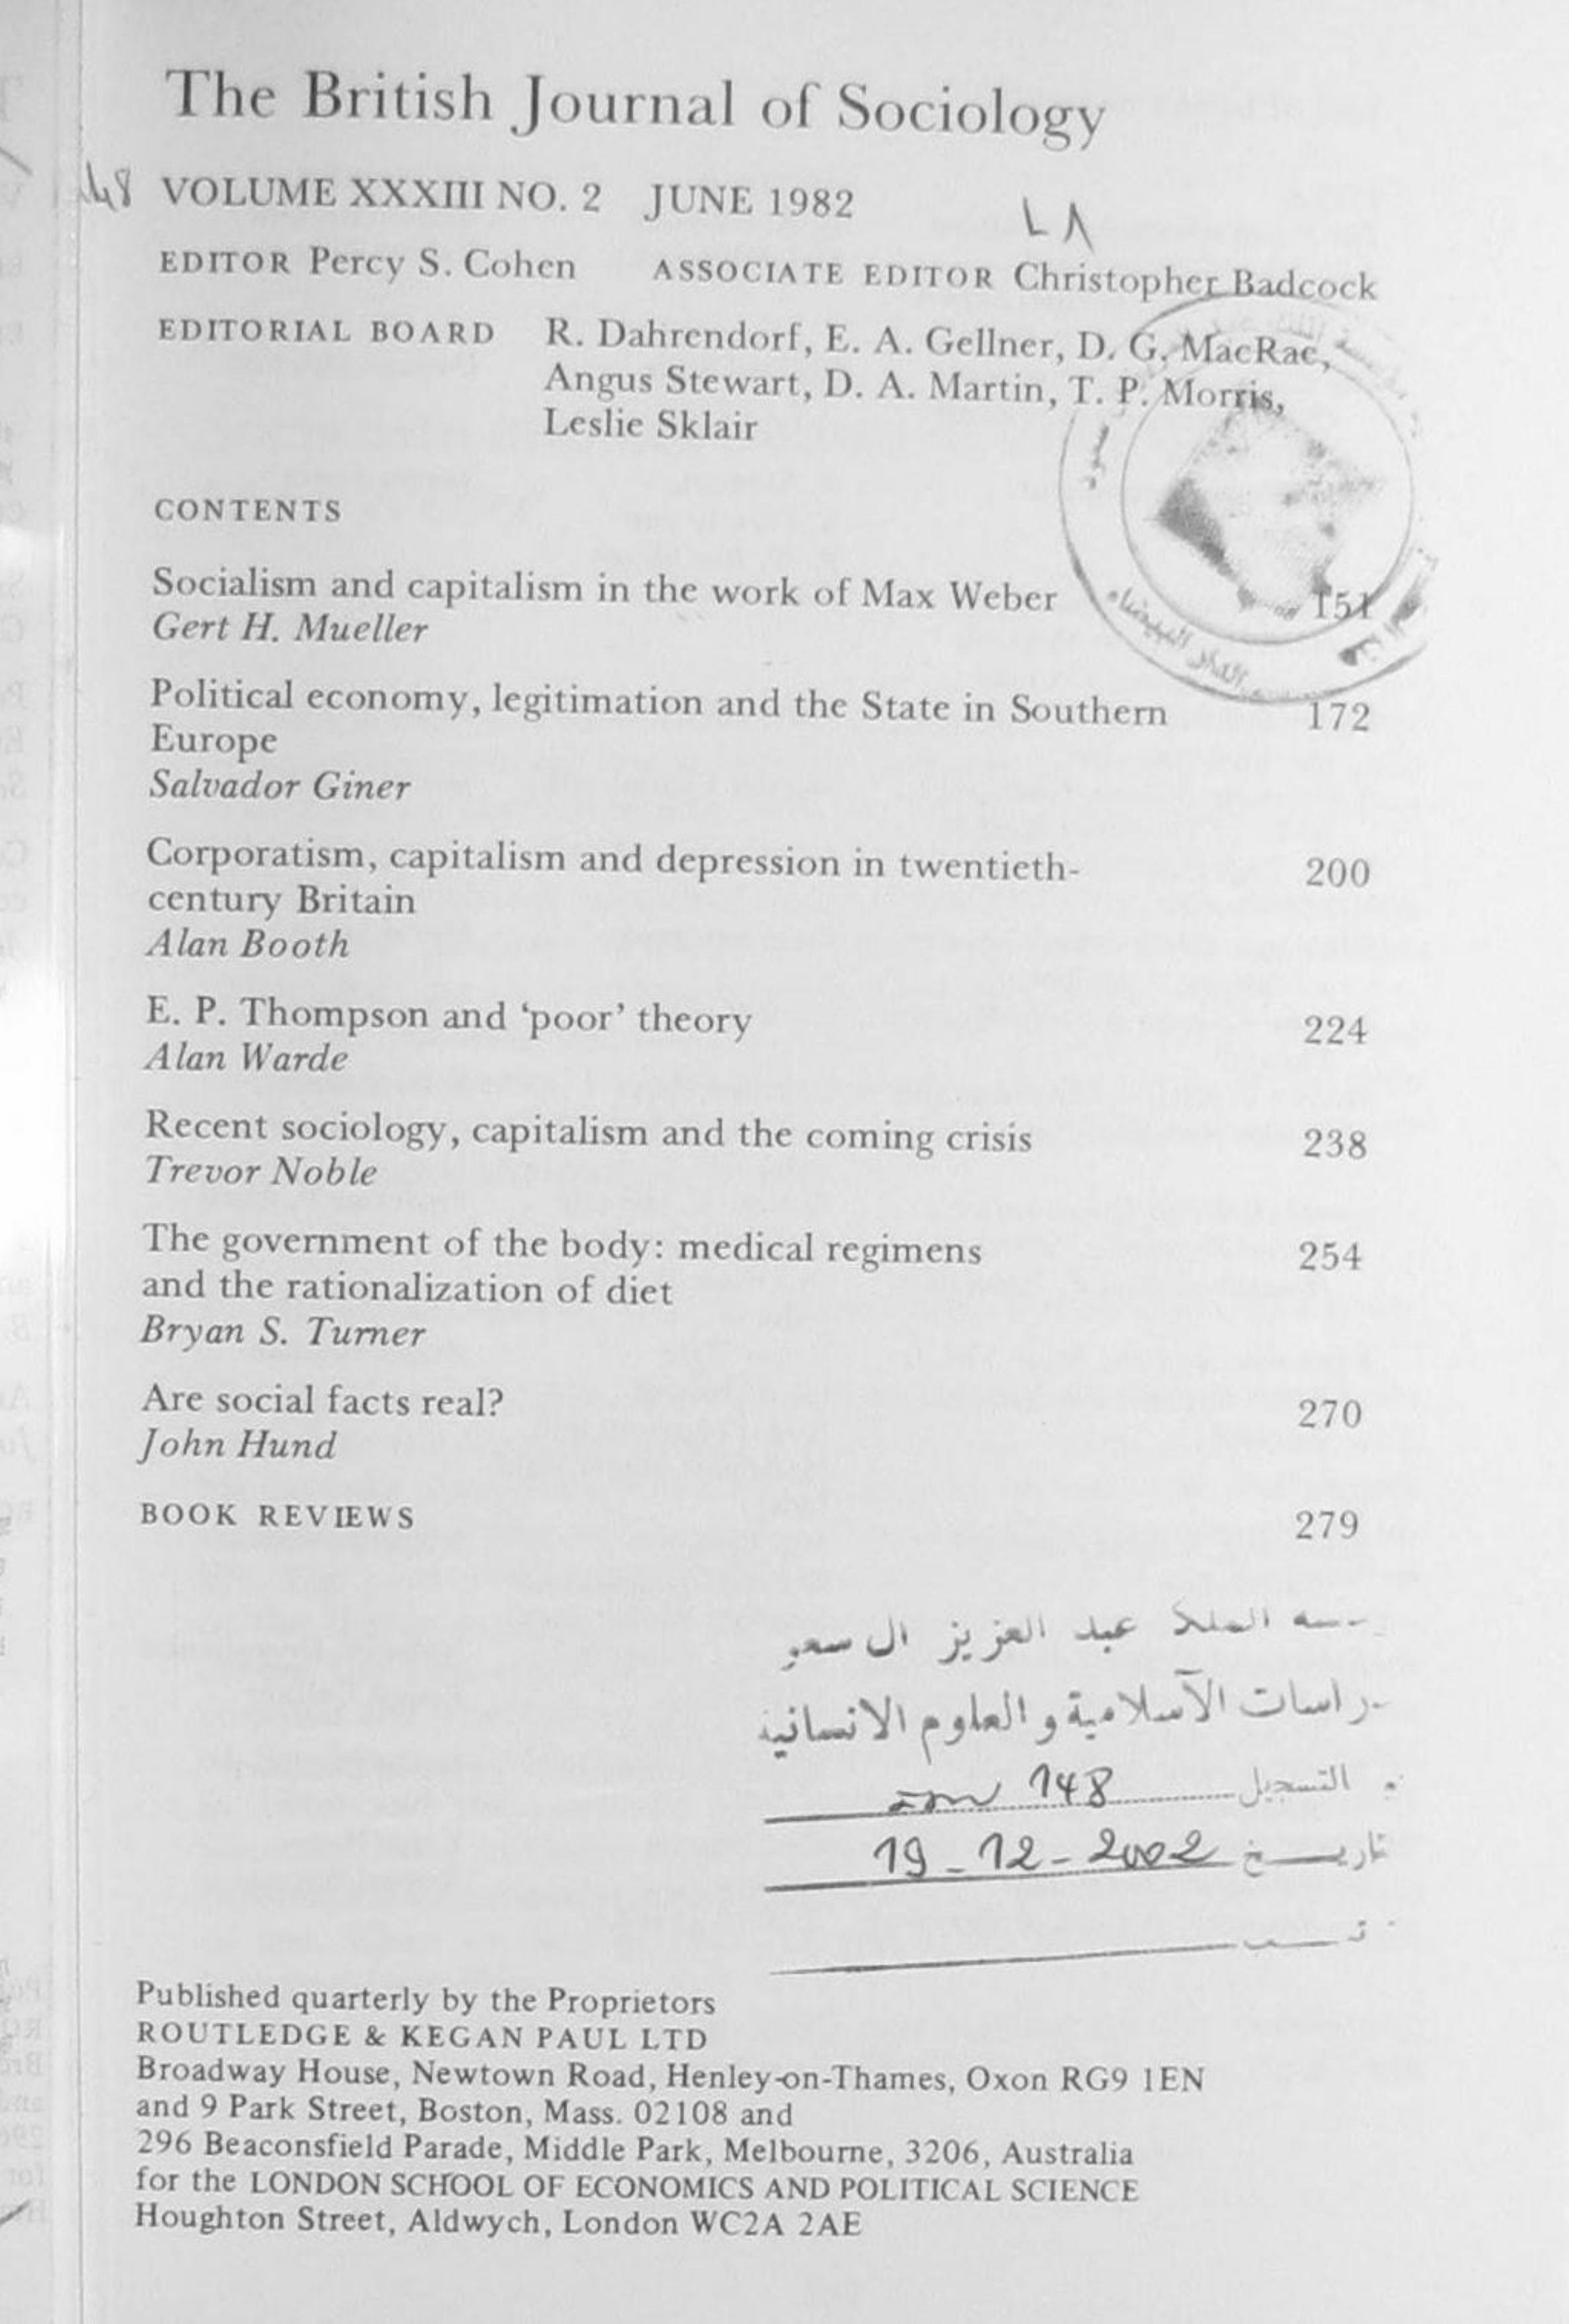 The British Journal of Sociology
VOLUME XXXIII NO. 2 JUNE 1982
EDITOR Percy S. Cohen ASSOCIATE EDITOR Christopher Badcock
EDITORIAL BOARD R. Dahrendorf, E. A. Gellner, D. G. MacRae,
Angus Stewart, D. A. Martin, T. P. Morris,
Leslie Sklair
CONTENTS
Socialism and capitalism in the work of Max Weber 151
Gert H. Mueller
الدار البيضاء
Political economy, legitimation and the State in Southern 172
Europe
Salvador Giner
Corporatism, capitalism and depression in twentieth- 200
century Britain
Alan Booth
E. P. Thompson and ‘poor’ theory 224
Alan Warde
Recent sociology, capitalism and the coming crisis 238
Trevor Noble
The government of the body: medical regimens 254
and the rationalization of diet
Bryan S. Turner
Are social facts real? 270
John Hund
BOOK REVIEWS 279
الملك عبد العزيز ال سعو
راسات الآسلامية و العلوم الانسانية
التسجيل 148
تاريـــخ 19-12-2002
Published quarterly by the Proprietors
ROUTLEDGE & KEGAN PAUL LTD
Broadway House, Newtown Road, Henley-on-Thames, Oxon RG9 1EN
and 9 Park Street, Boston, Mass. 02108 and
296 Beaconsfield Parade, Middle Park, Melbourne, 3206, Australia
for the LONDON SCHOOL OF ECONOMICS AND POLITICAL SCIENCE
Houghton Street, Aldwych, London WC2A 2AE